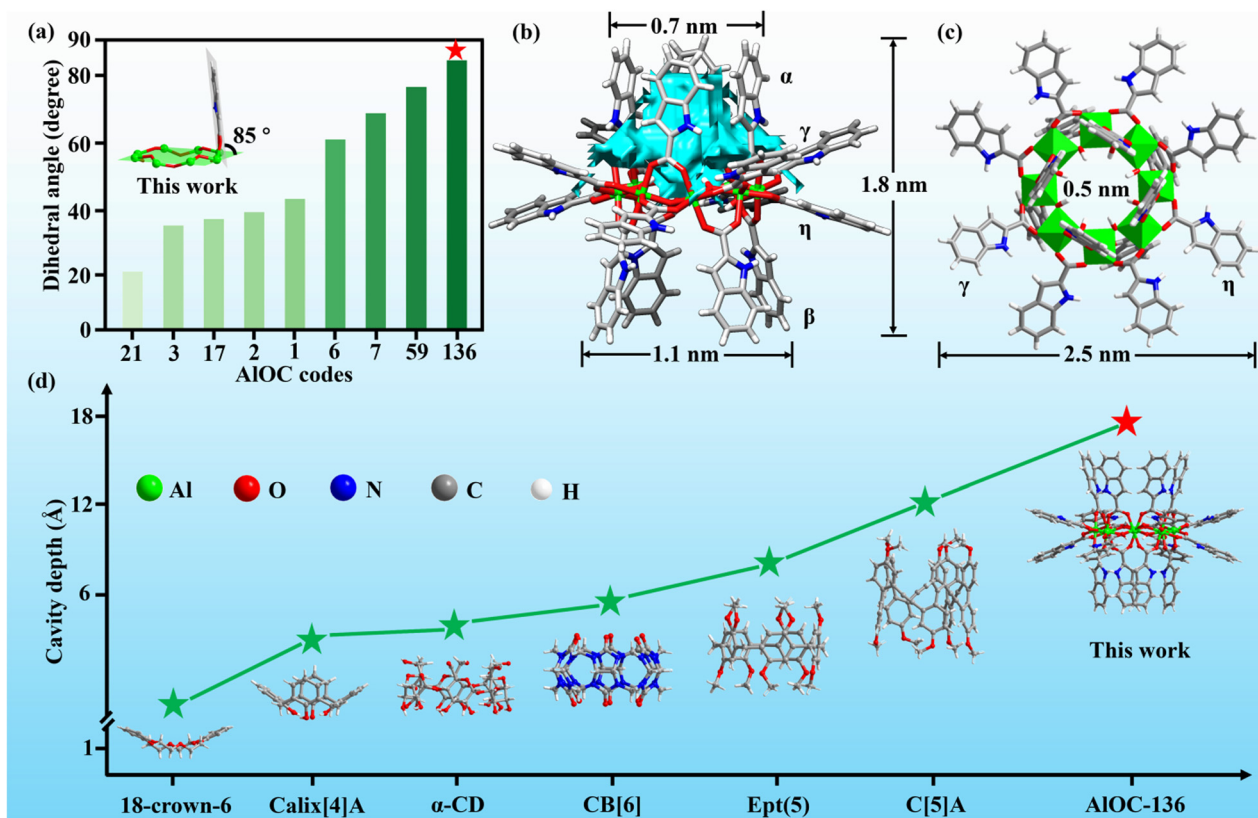 (a)
Dihedral angle (degree)
90
80
60
40
20
0
85 °
This work
21 3 17 2 1 6 7 59 136
AlOC codes
(b)
0.7 nm
α
γ
η
β
1.8 nm
1.1 nm
(c)
0.5 nm
γ
η
2.5 nm
(d)
Cavity depth (Å)
18
12
6
1
Al O N C H
This work
18-crown-6 Calix[4]A α-CD CB[6] Ept(5) C[5]A AlOC-136